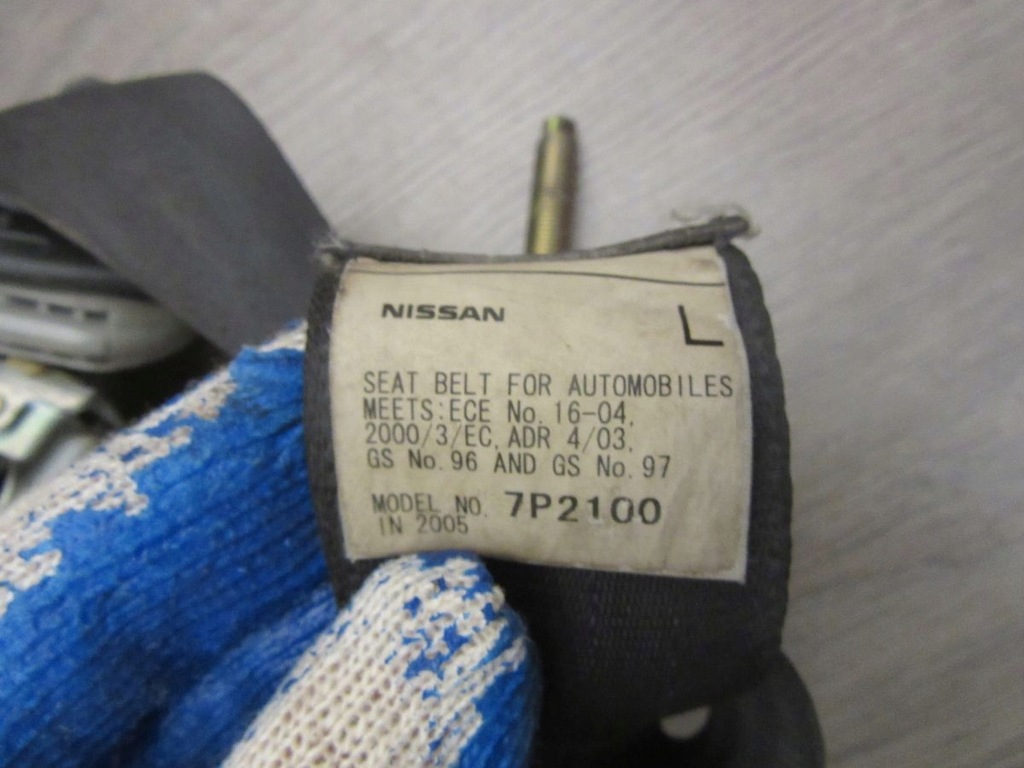 NISSAN L
SEAT BELT FOR AUTOMOBILES
MEETS:ECE No. 16-04,
2000/3/EC, ADR 4/03,
GS No. 96 AND GS No. 97
MODEL NO. 7P2100
IN 2005